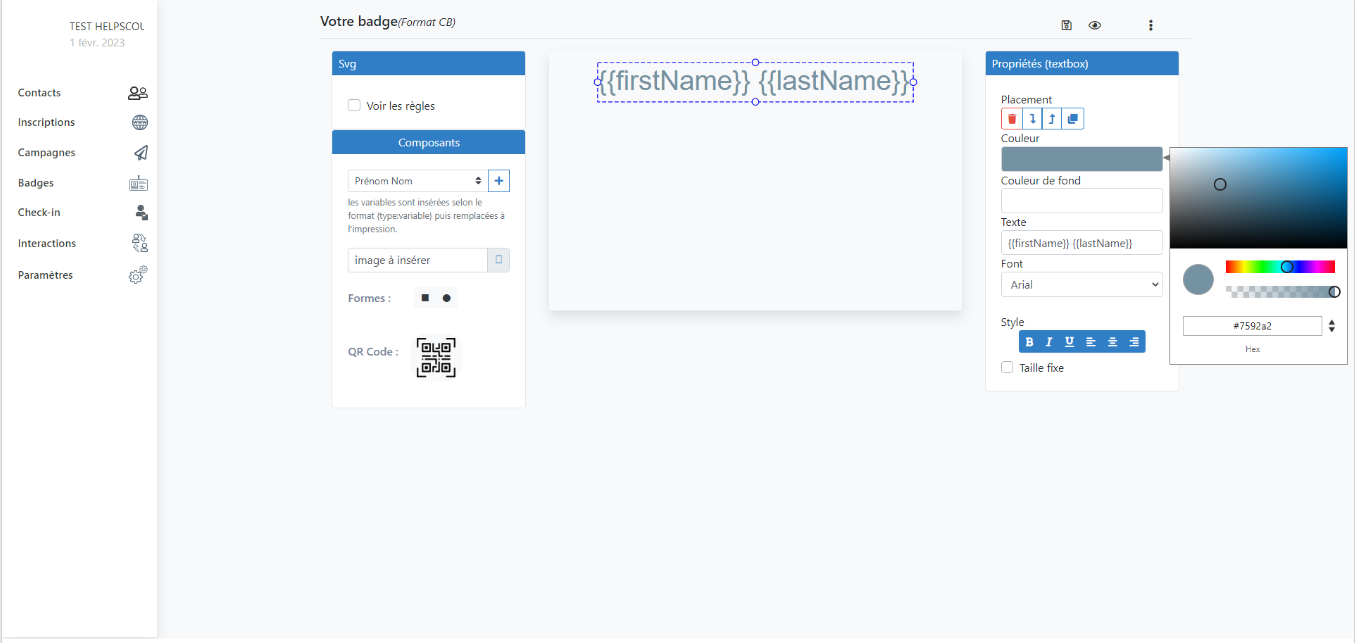 TEST HELPSCOU
1 févr. 2023
Contacts
Inscriptions
Campagnes
Badges
Check-in
Interactions
Paramètres
Votre badge(Format CB)
Svg
Voir les règles
Composants
Prénom Nom
les variables sont insérées selon le
format {type:variable} puis remplacées à
l'impression.
image à insérer
Formes :
QR Code :
{{firstName}} {{lastName}}
Propriétés (textbox)
Placement
Couleur
Couleur de fond
Texte
{{firstName}} {{lastName}}
Font
Arial
Style
B I U
Taille fixe
#7592a2
Hex